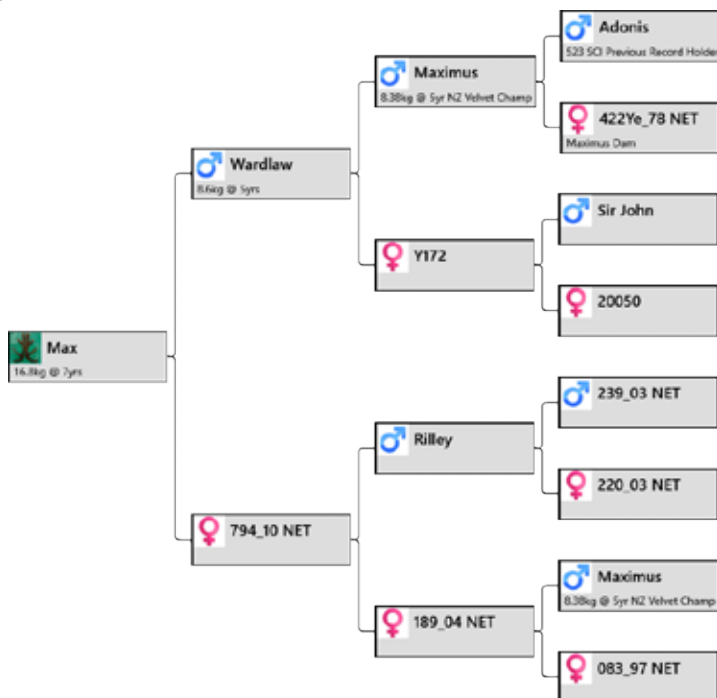 Adonis
523 SCI Previous Record Holder
Maximus
8.38kg @ 5yr NZ Velvet Champ
422Ye_78 NET
Maximus Dam
Wardlaw
8.6kg @ 5yrs
Sir John
Y172
20050
Max
16.8kg @ 7yrs
239_03 NET
Rilley
220_03 NET
794_10 NET
Maximus
8.38kg @ 5yr NZ Velvet Champ
189_04 NET
083_97 NET